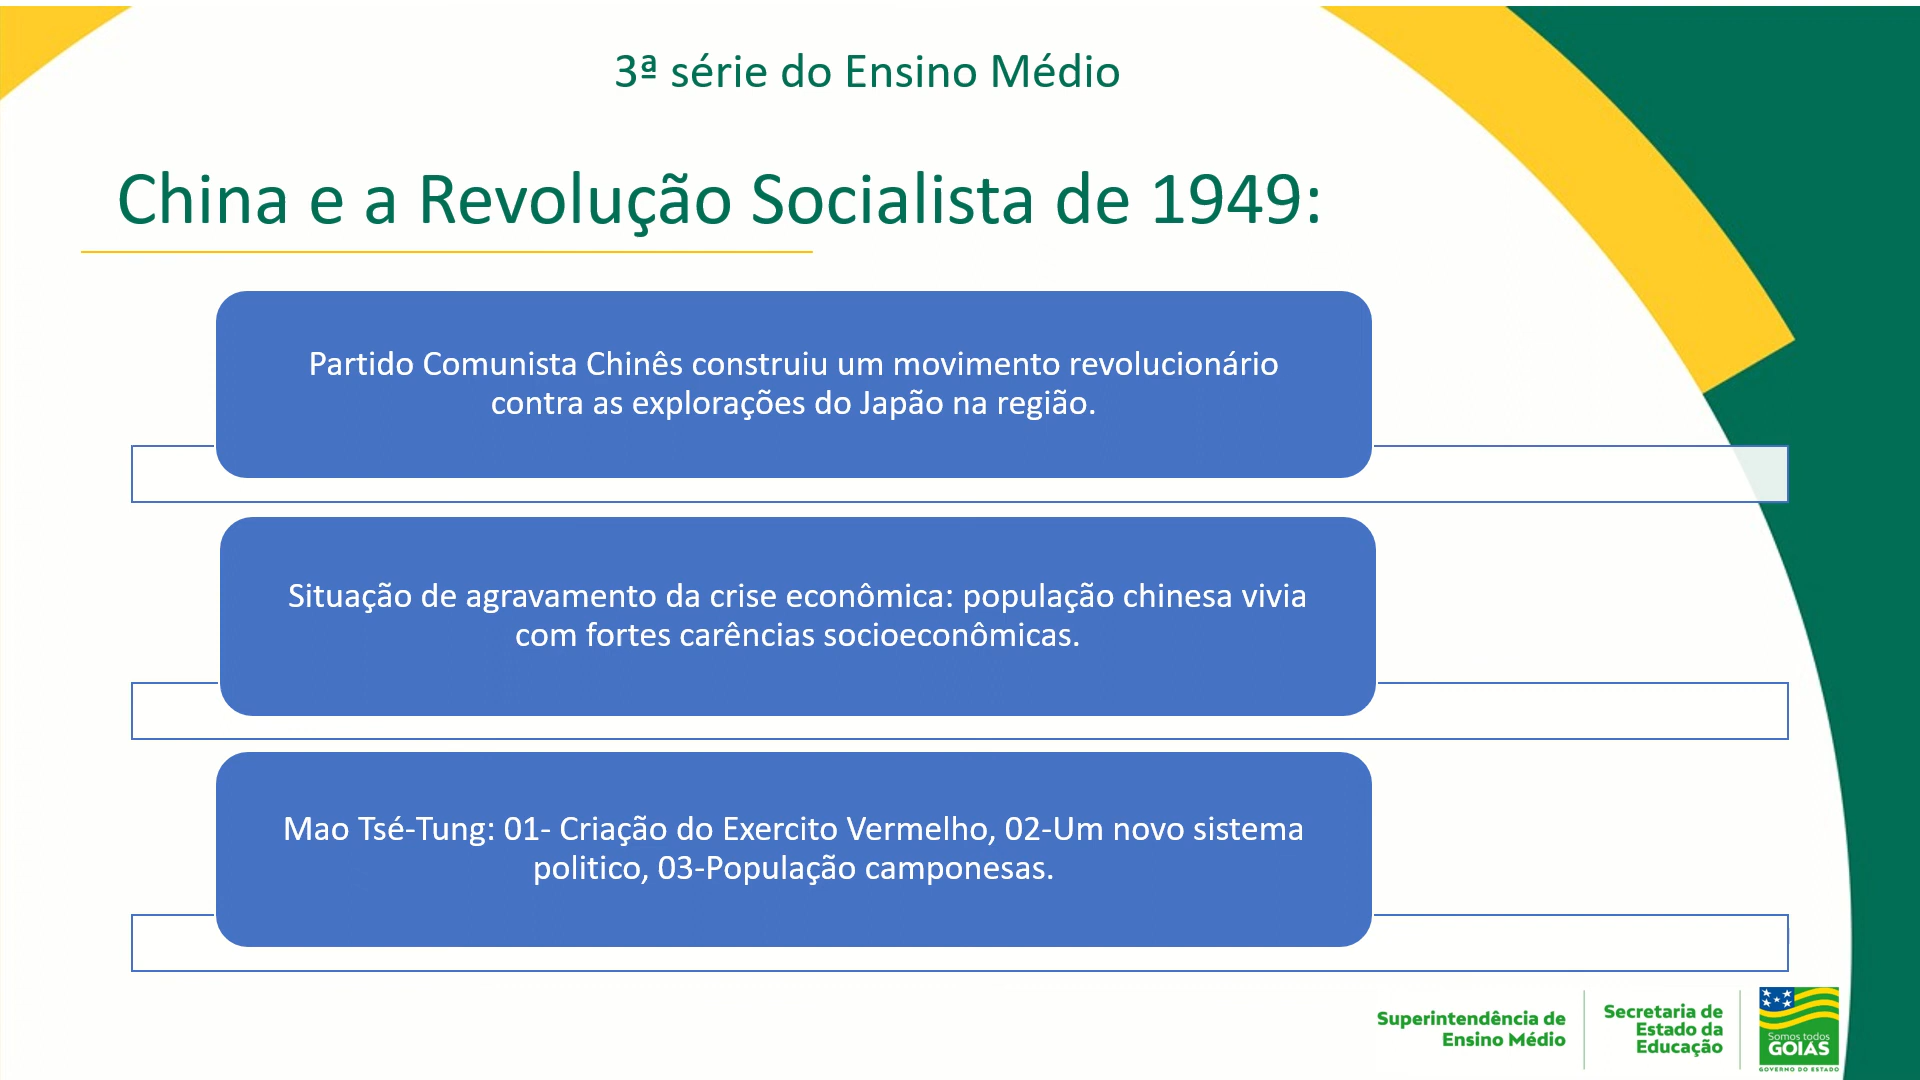 3ª série do Ensino Médio
China e a Revolução Socialista de 1949:
Partido Comunista Chinês construiu um movimento revolucionário
contra as explorações do Japão na região.
Situação de agravamento da crise econômica: população chinesa vivia
com fortes carências socioeconômicas.
Mao Tsé-Tung: 01- Criação do Exercito Vermelho, 02-Um novo sistema
politico, 03-População camponesas.
Superintendência de
Ensino Médio
Secretaria de
Estado da
Educação
Somos todos
GOIÁS
GOVERNO DO ESTADO